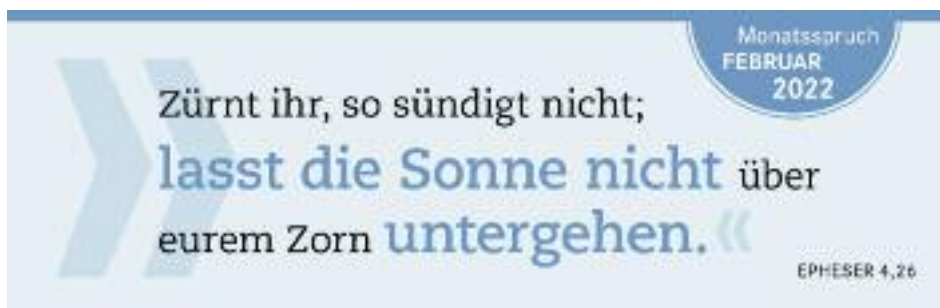 Monatsspruch
FEBRUAR
2022
Zürnt ihr, so sündigt nicht;
lasst die Sonne nicht über
eurem Zorn untergehen.«
EPHESER 4,26